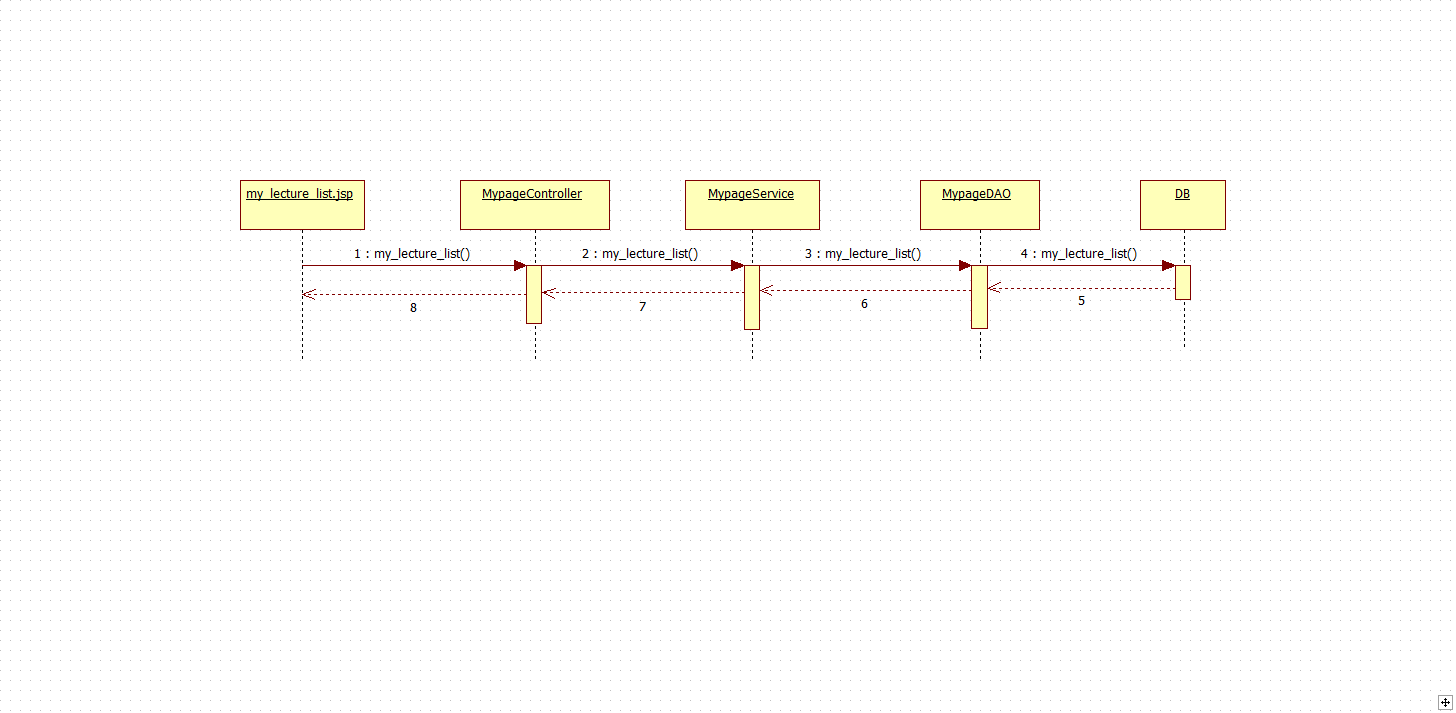 my_lecture_list.jsp
MypageController
MypageService
MypageDAO
DB
1 : my_lecture_list()
2 : my_lecture_list()
3 : my_lecture_list()
4 : my_lecture_list()
8
7
6
5